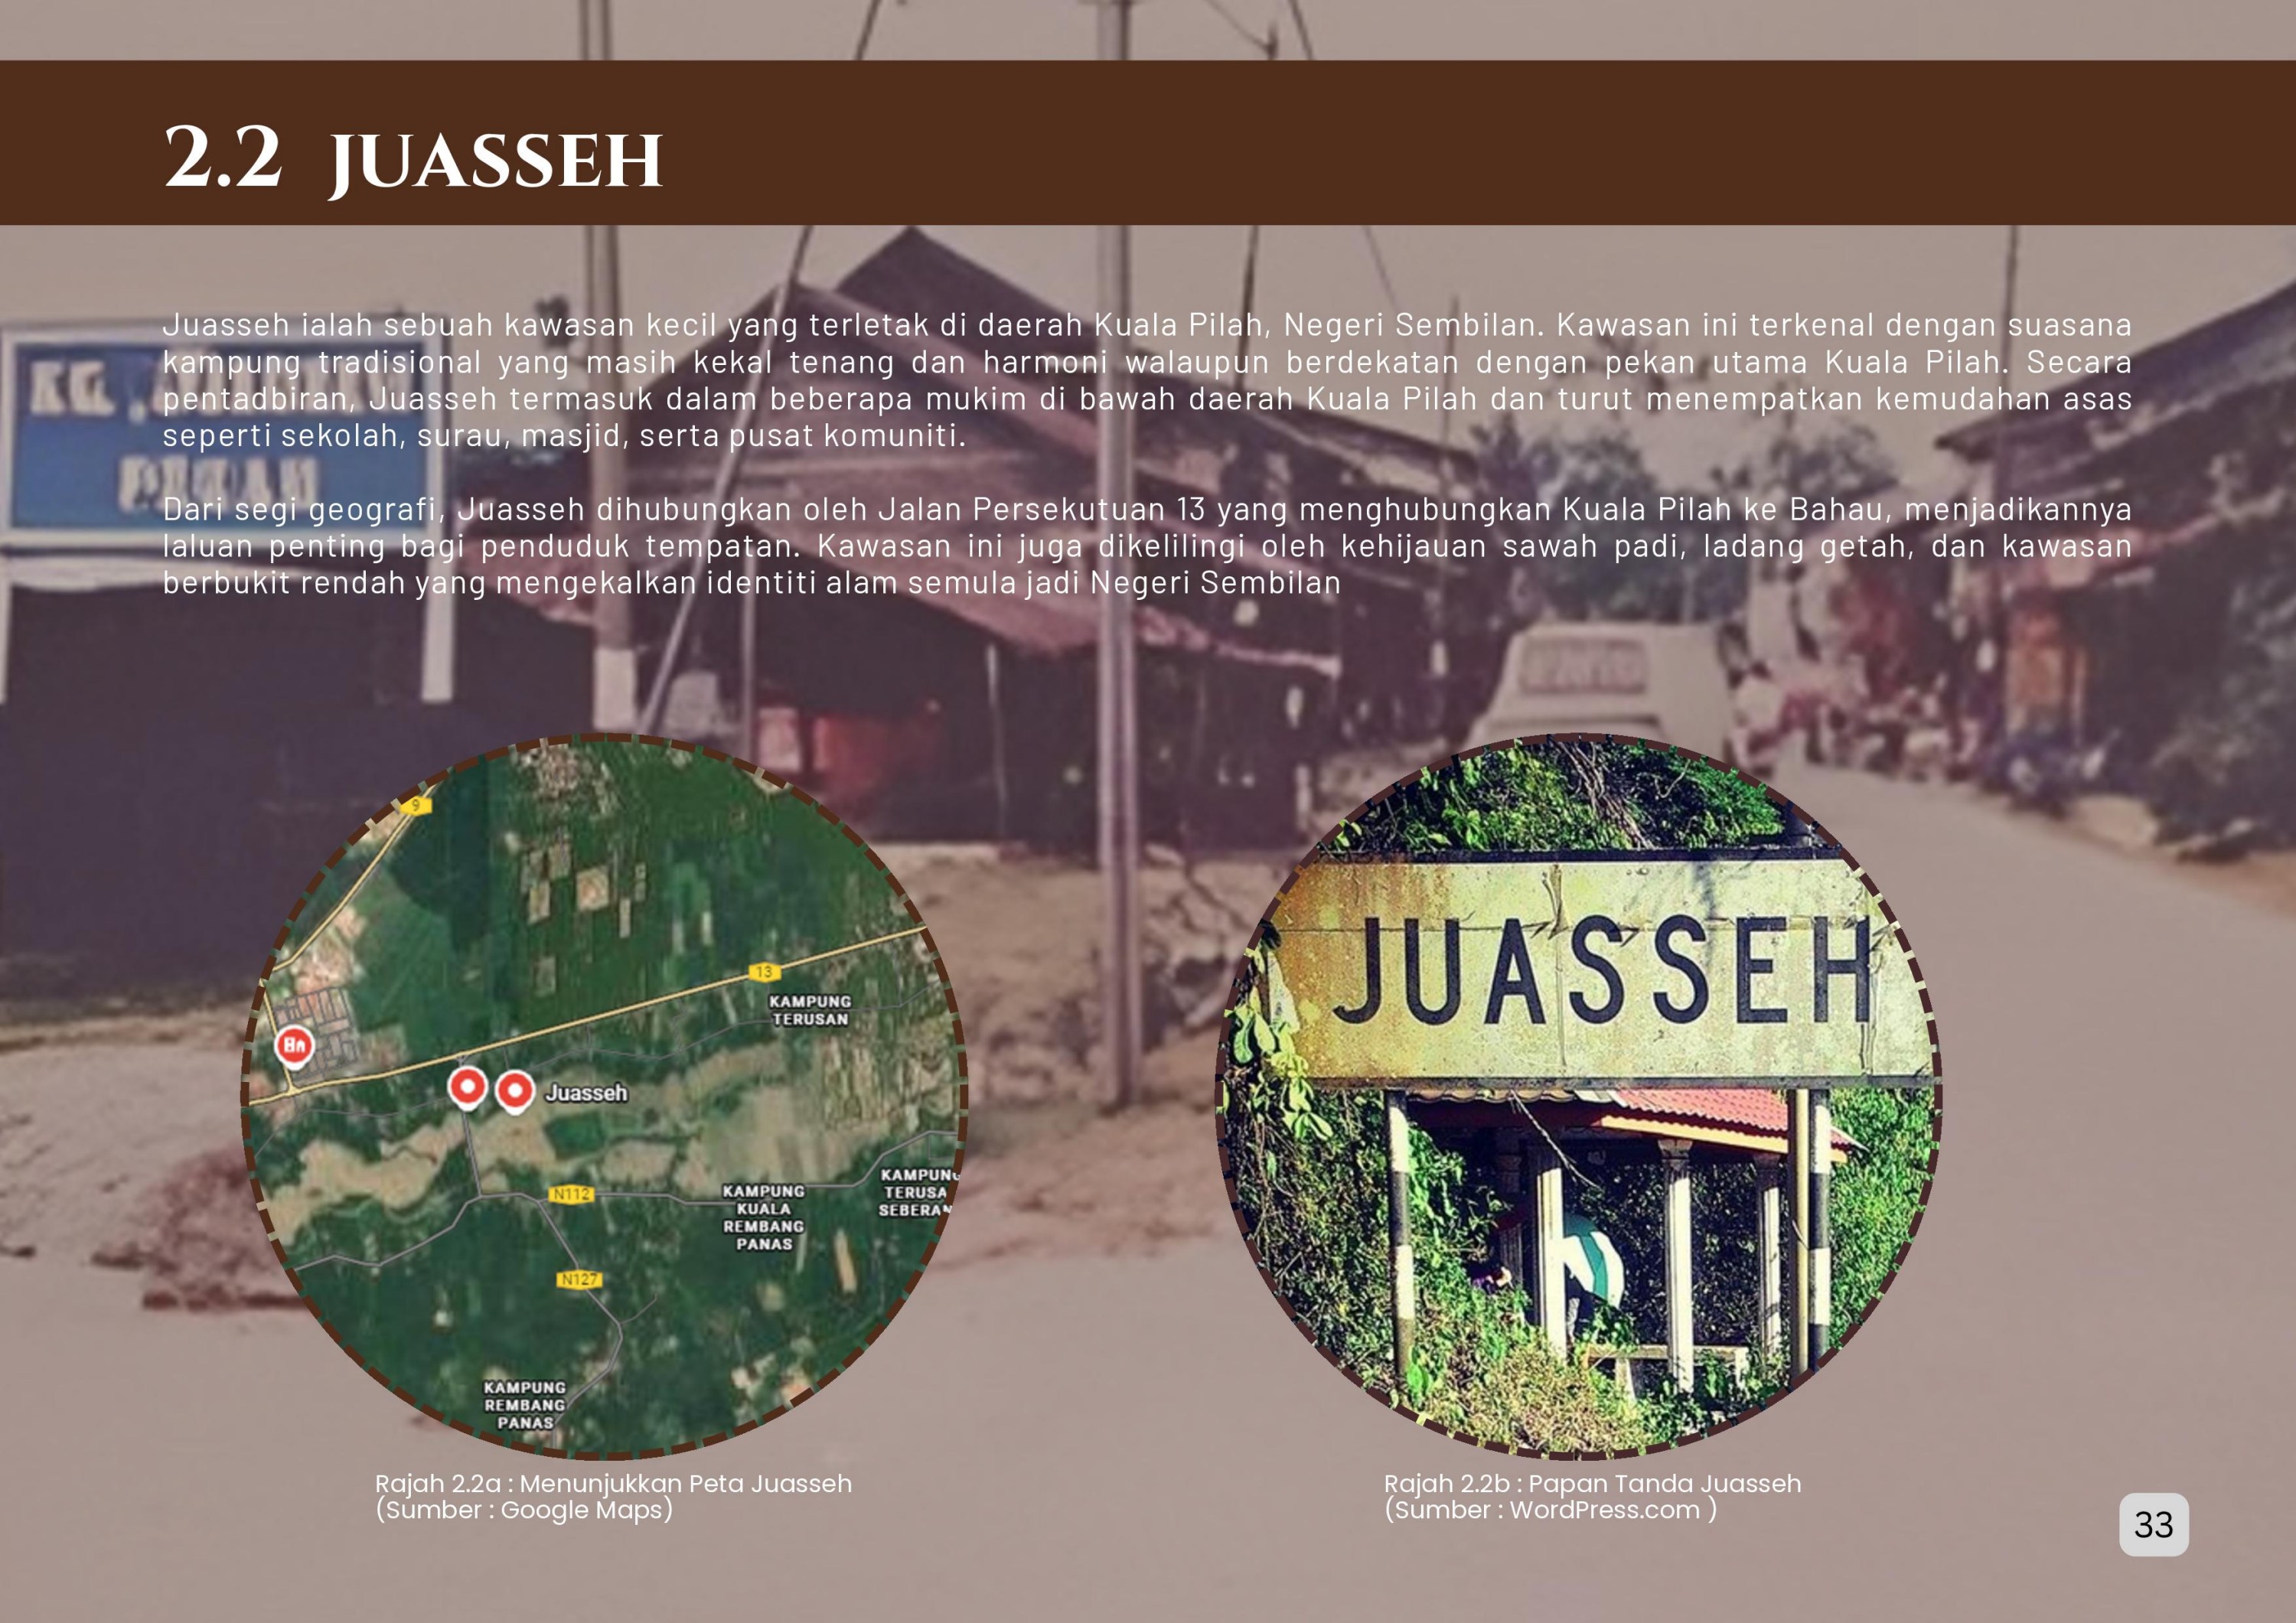 2.2 JUASSEH
Juasseh ialah sebuah kawasan kecil yang terletak di daerah Kuala Pilah, Negeri Sembilan. Kawasan ini terkenal dengan suasana
kampung tradisional yang masih kekal tenang dan harmoni walaupun berdekatan dengan pekan utama Kuala Pilah. Secara
pentadbiran, Juasseh termasuk dalam beberapa mukim di bawah daerah Kuala Pilah dan turut menempatkan kemudahan asas
seperti sekolah, surau, masjid, serta pusat komuniti.
Dari segi geografi, Juasseh dihubungkan oleh Jalan Persekutuan 13 yang menghubungkan Kuala Pilah ke Bahau, menjadikannya
laluan penting bagi penduduk tempatan. Kawasan ini juga dikelilingi oleh kehijauan sawah padi, ladang getah, dan kawasan
berbukit rendah yang mengekalkan identiti alam semula jadi Negeri Sembilan
KG.
9
13
KAMPUNG
TERUSAN
Juasseh
N112
KAMPUNG
KUALA
REMBANG
PANAS
KAMPUNG
TERUSA
SEBERAN
N127
KAMPUNG
REMBANG
PANAS
JUASSEH
Rajah 2.2a : Menunjukkan Peta Juasseh
(Sumber : Google Maps)
Rajah 2.2b : Papan Tanda Juasseh
(Sumber : WordPress.com )
33